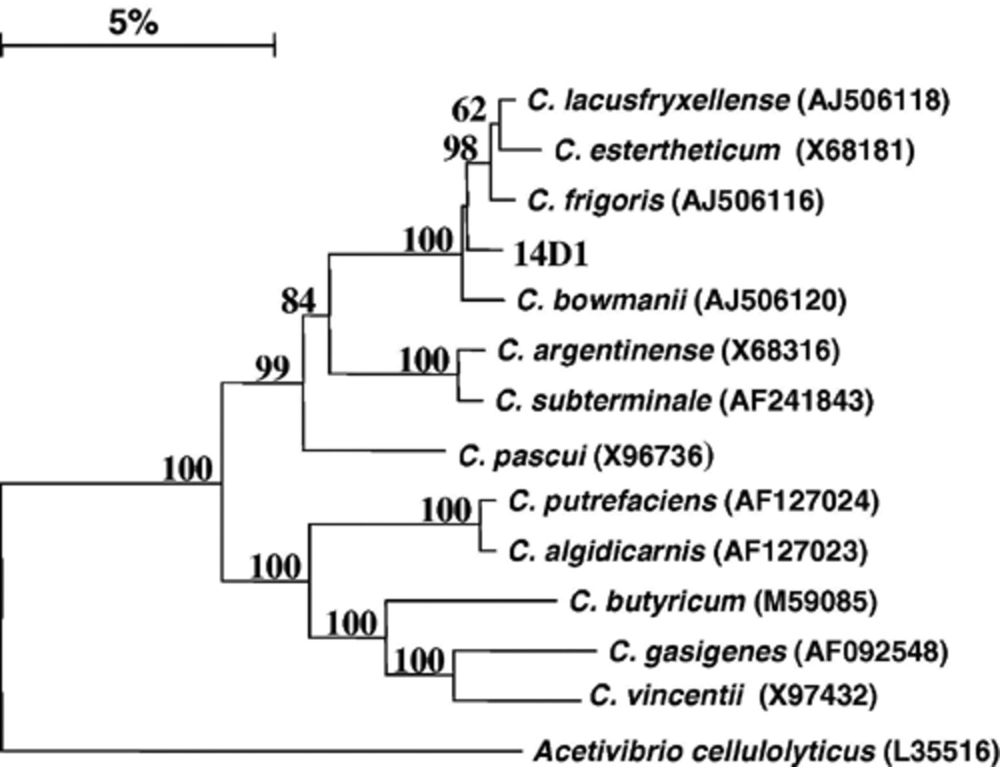 5%
62
C. lacusfryxellense (AJ506118)
98
C. estertheticum (X68181)
C. frigoris (AJ506116)
100
14D1
84
C. bowmanii (AJ506120)
99
100
C. argentinense (X68316)
C. subterminale (AF241843)
100
C. pascui (X96736)
100
C. putrefaciens (AF127024)
100
C. algidicarnis (AF127023)
100
C. butyricum (M59085)
100
C. gasigenes (AF092548)
C. vincentii (X97432)
Acetivibrio cellulolyticus (L35516)